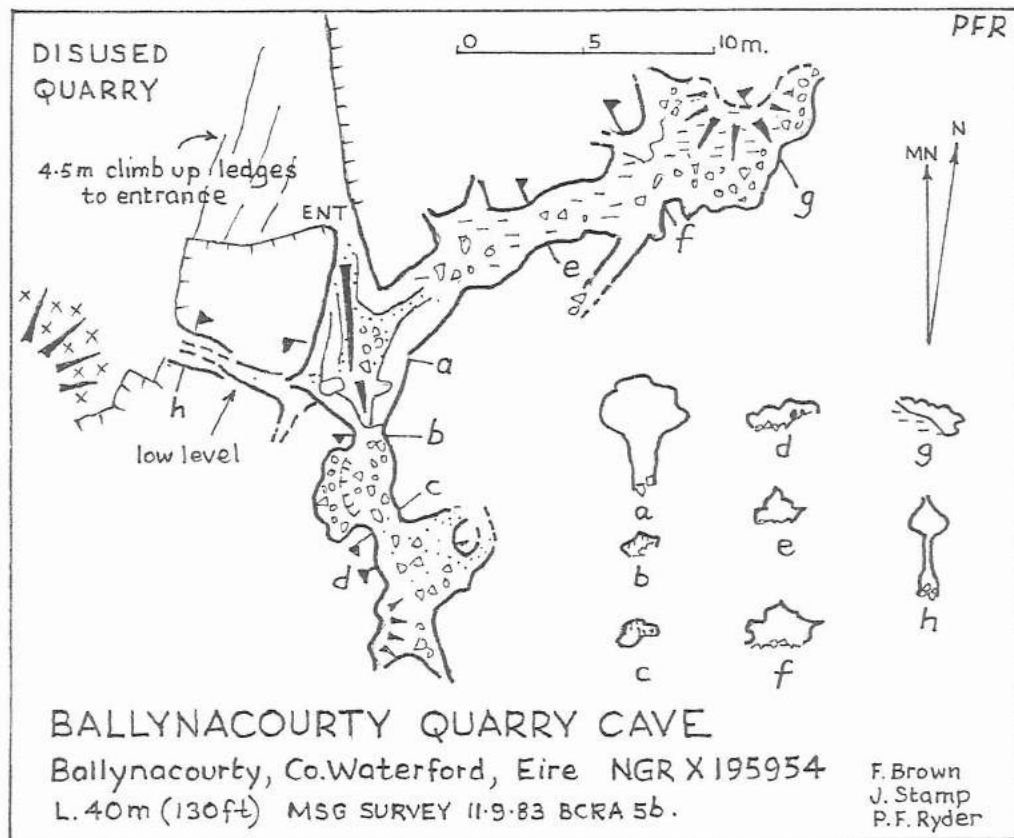 PFR
DISUSED
QUARRY
0 5 10 m.
4.5m climb up ledges
to entrance
ENT
MN N
g
f
e
a
h
low level
b
c
d
a
b
c
d
e
f
g
h
BALLYNACOURTY QUARRY CAVE
Ballynacourty, Co.Waterford, Eire NGR X 195954
L. 40m (130ft) MSG SURVEY 11.9.83 BCRA 5b.
F. Brown
J. Stamp
P.F. Ryder